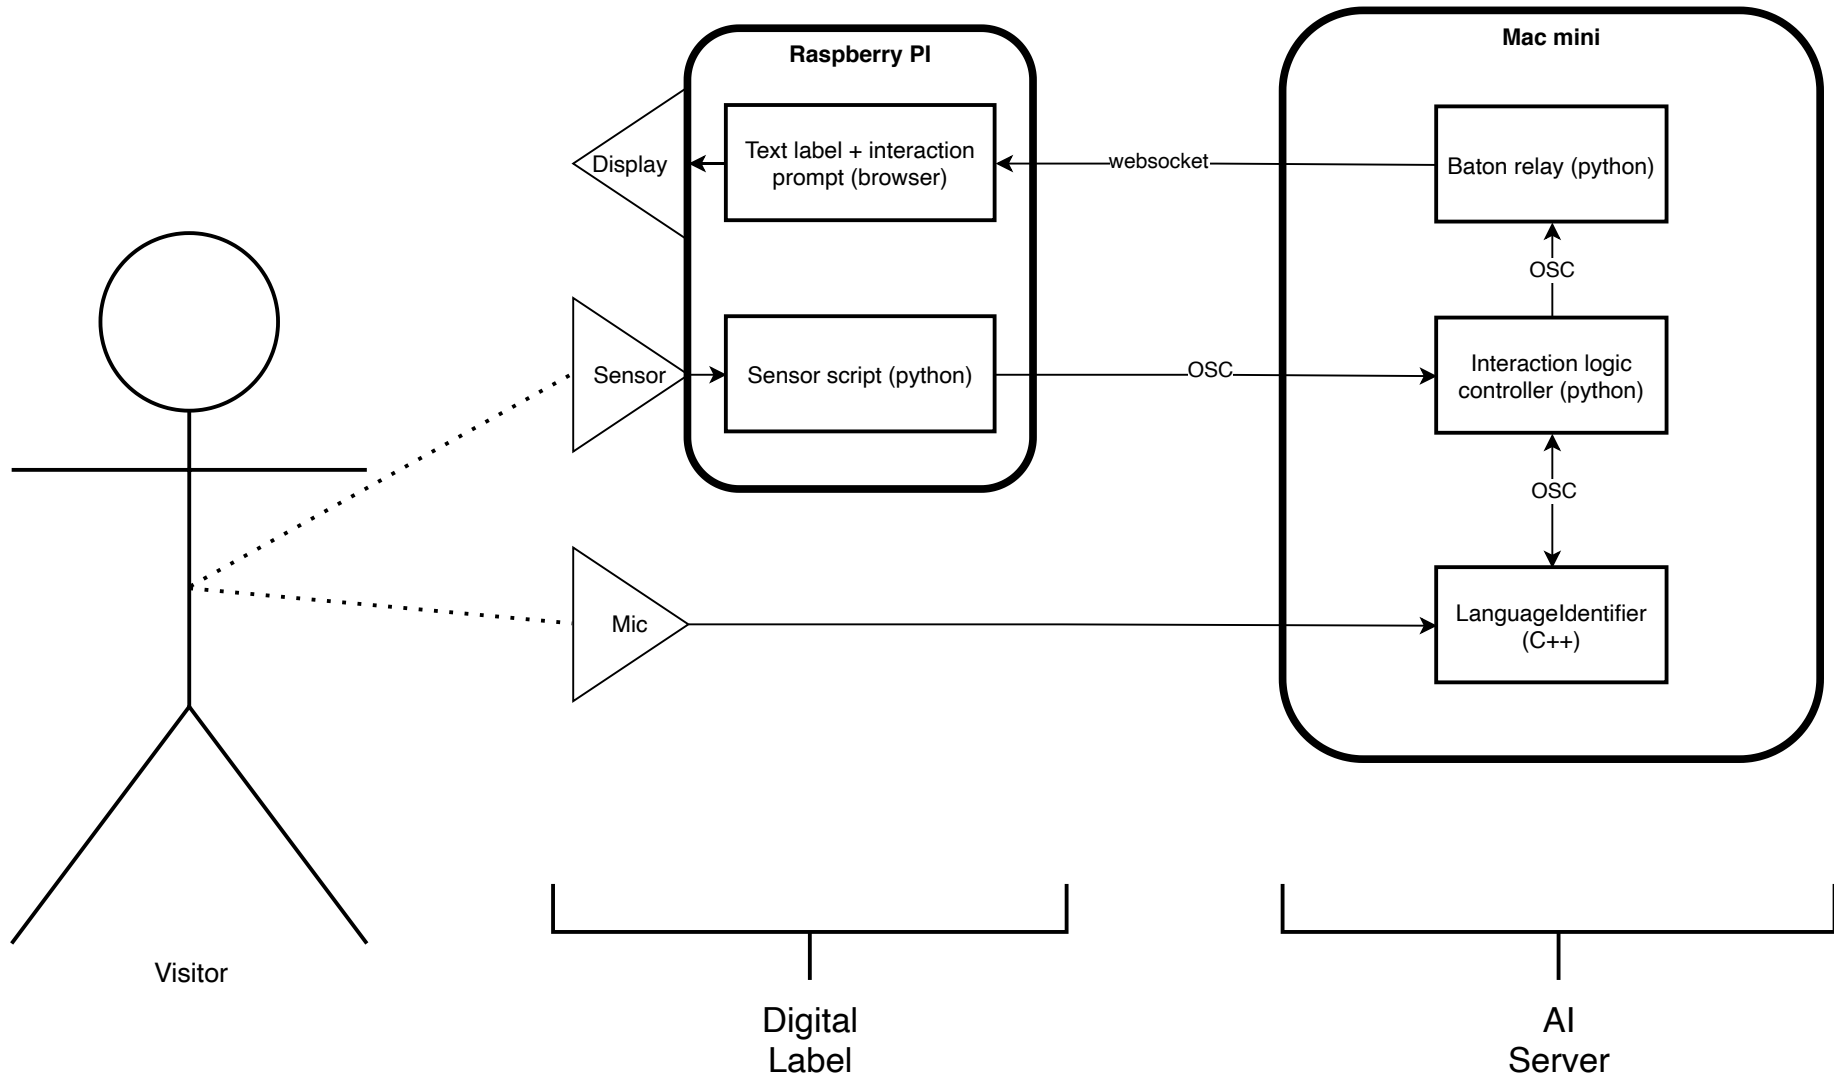 Raspberry PI
Mac mini
Display
Text label + interaction
prompt (browser)
websocket
Baton relay (python)
OSC
Sensor
Sensor script (python)
OSC
Interaction logic
controller (python)
OSC
Mic
LanguageIdentifier
(C++)
Visitor
Digital
Label
AI
Server